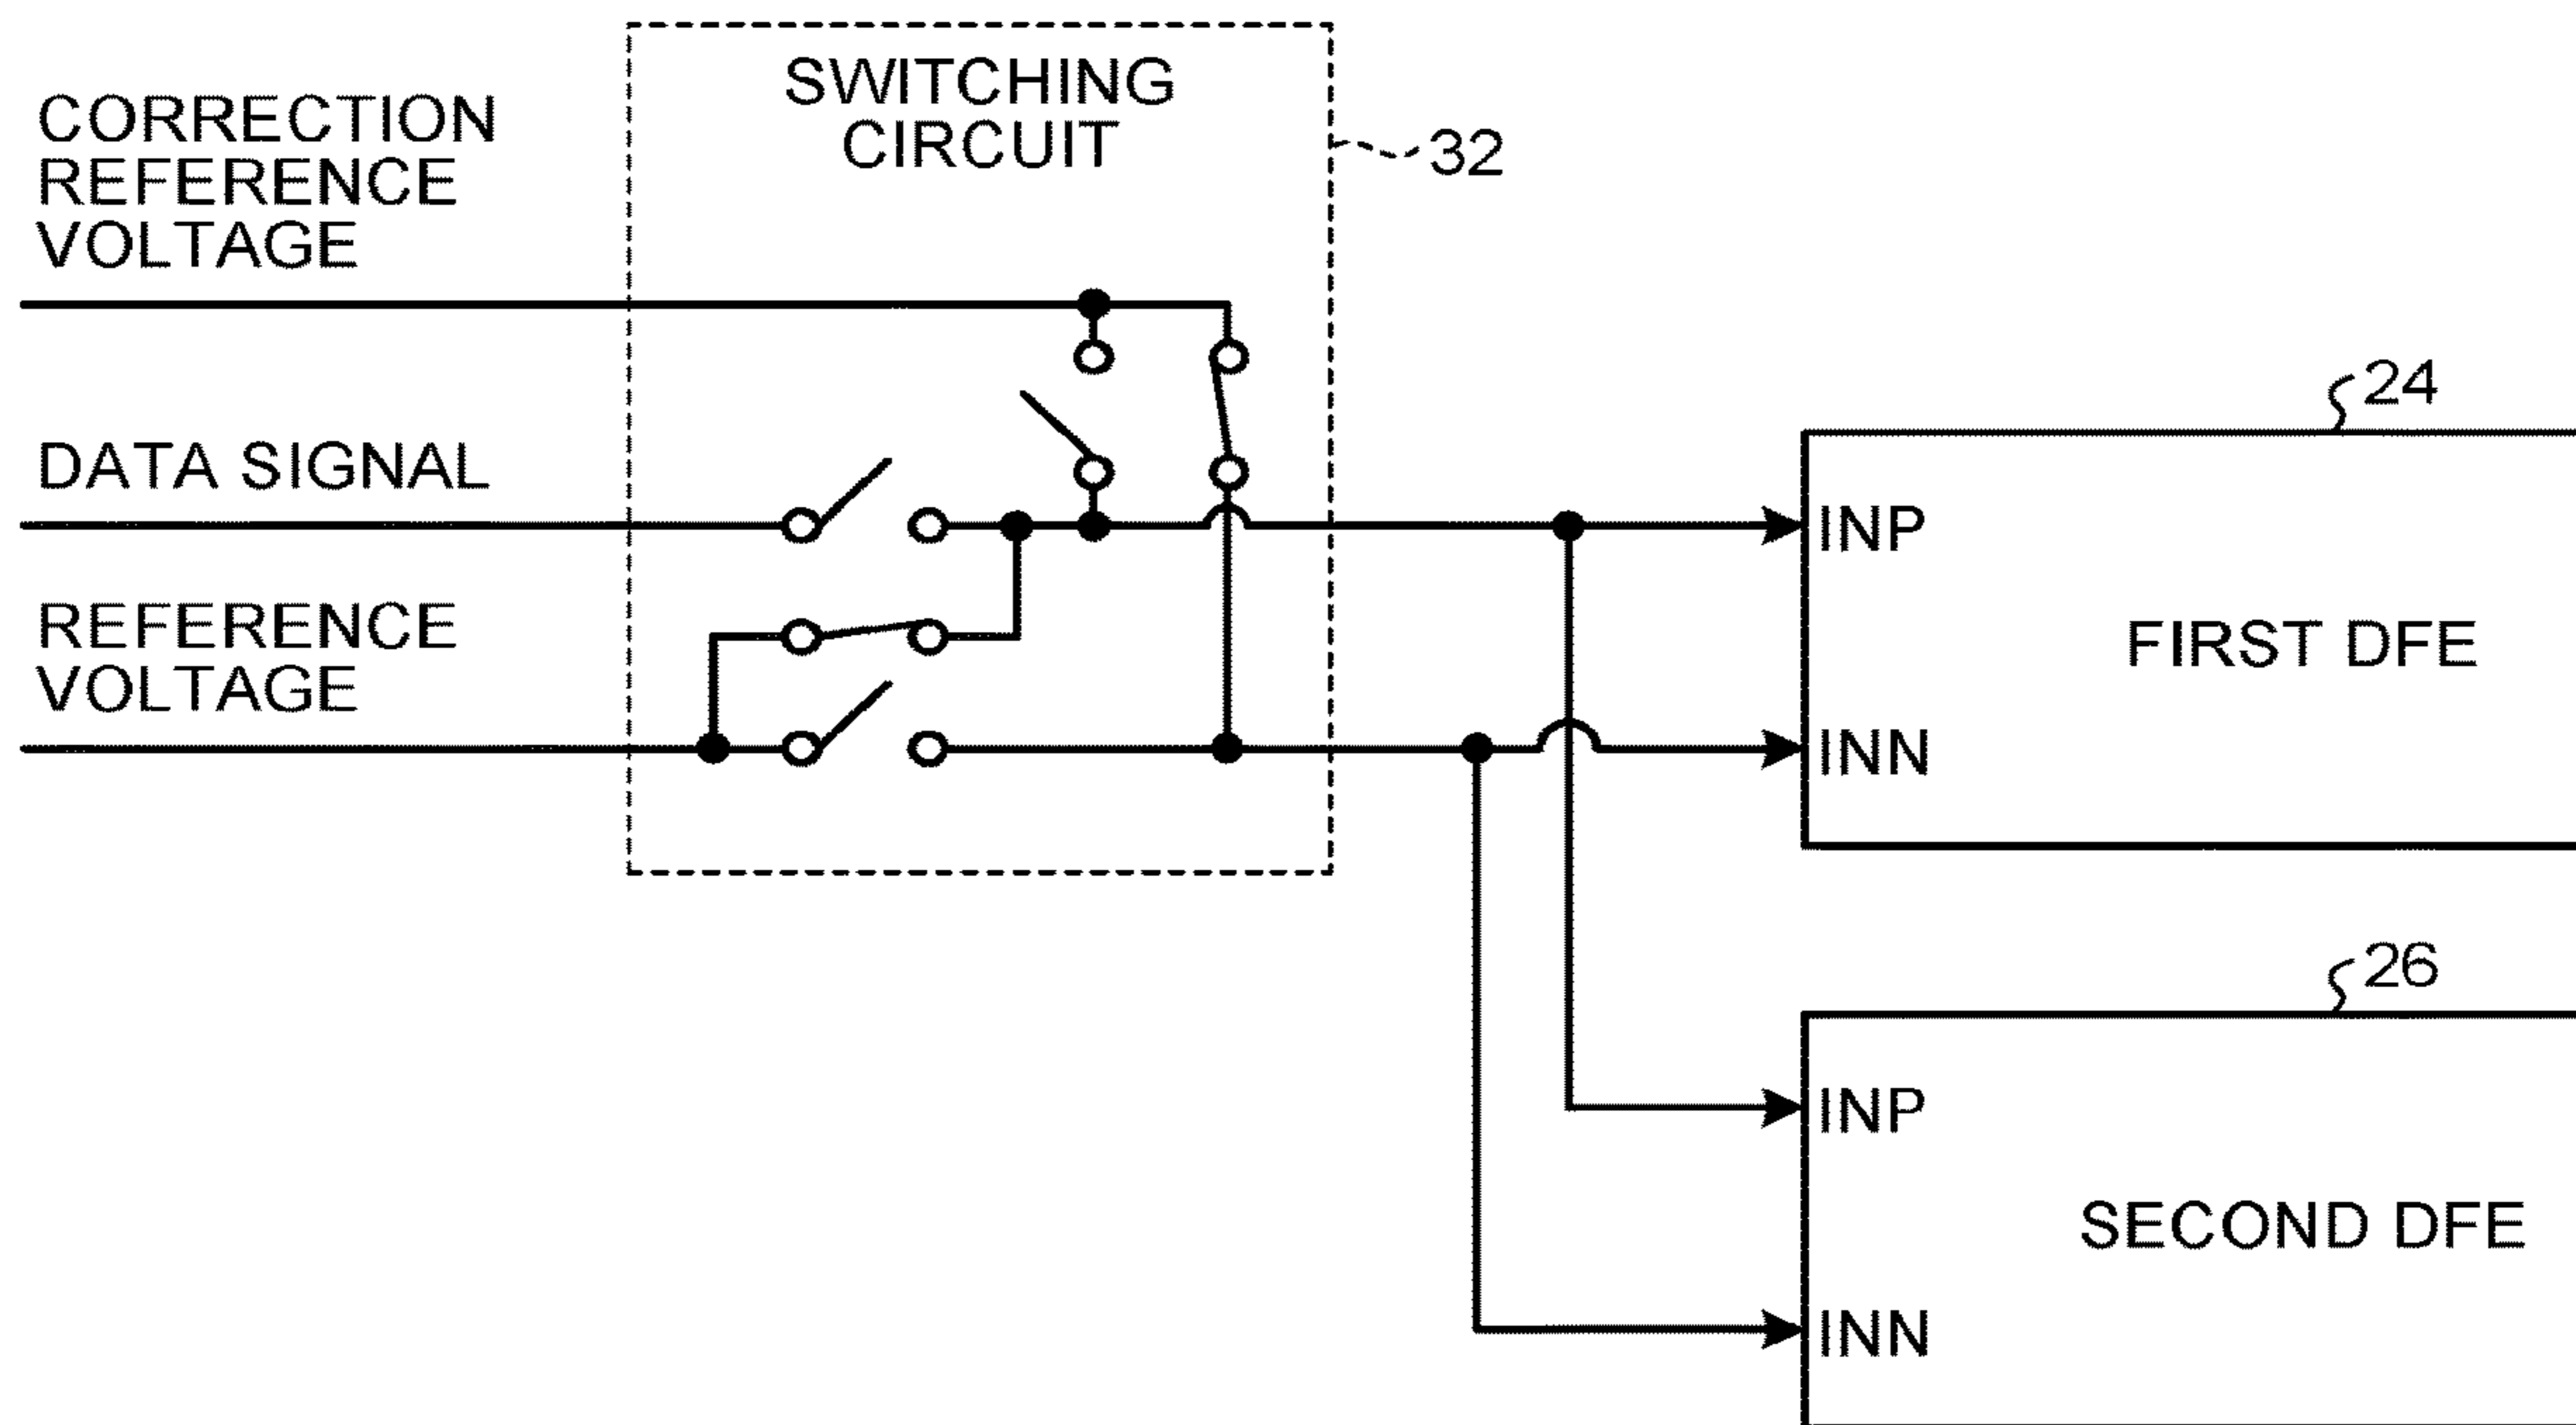 SWITCHING
CIRCUIT
CORRECTION
REFERENCE
VOLTAGE
32
DATA SIGNAL
REFERENCE
VOLTAGE
24
INP
FIRST DFE
INN
26
INP
SECOND DFE
INN